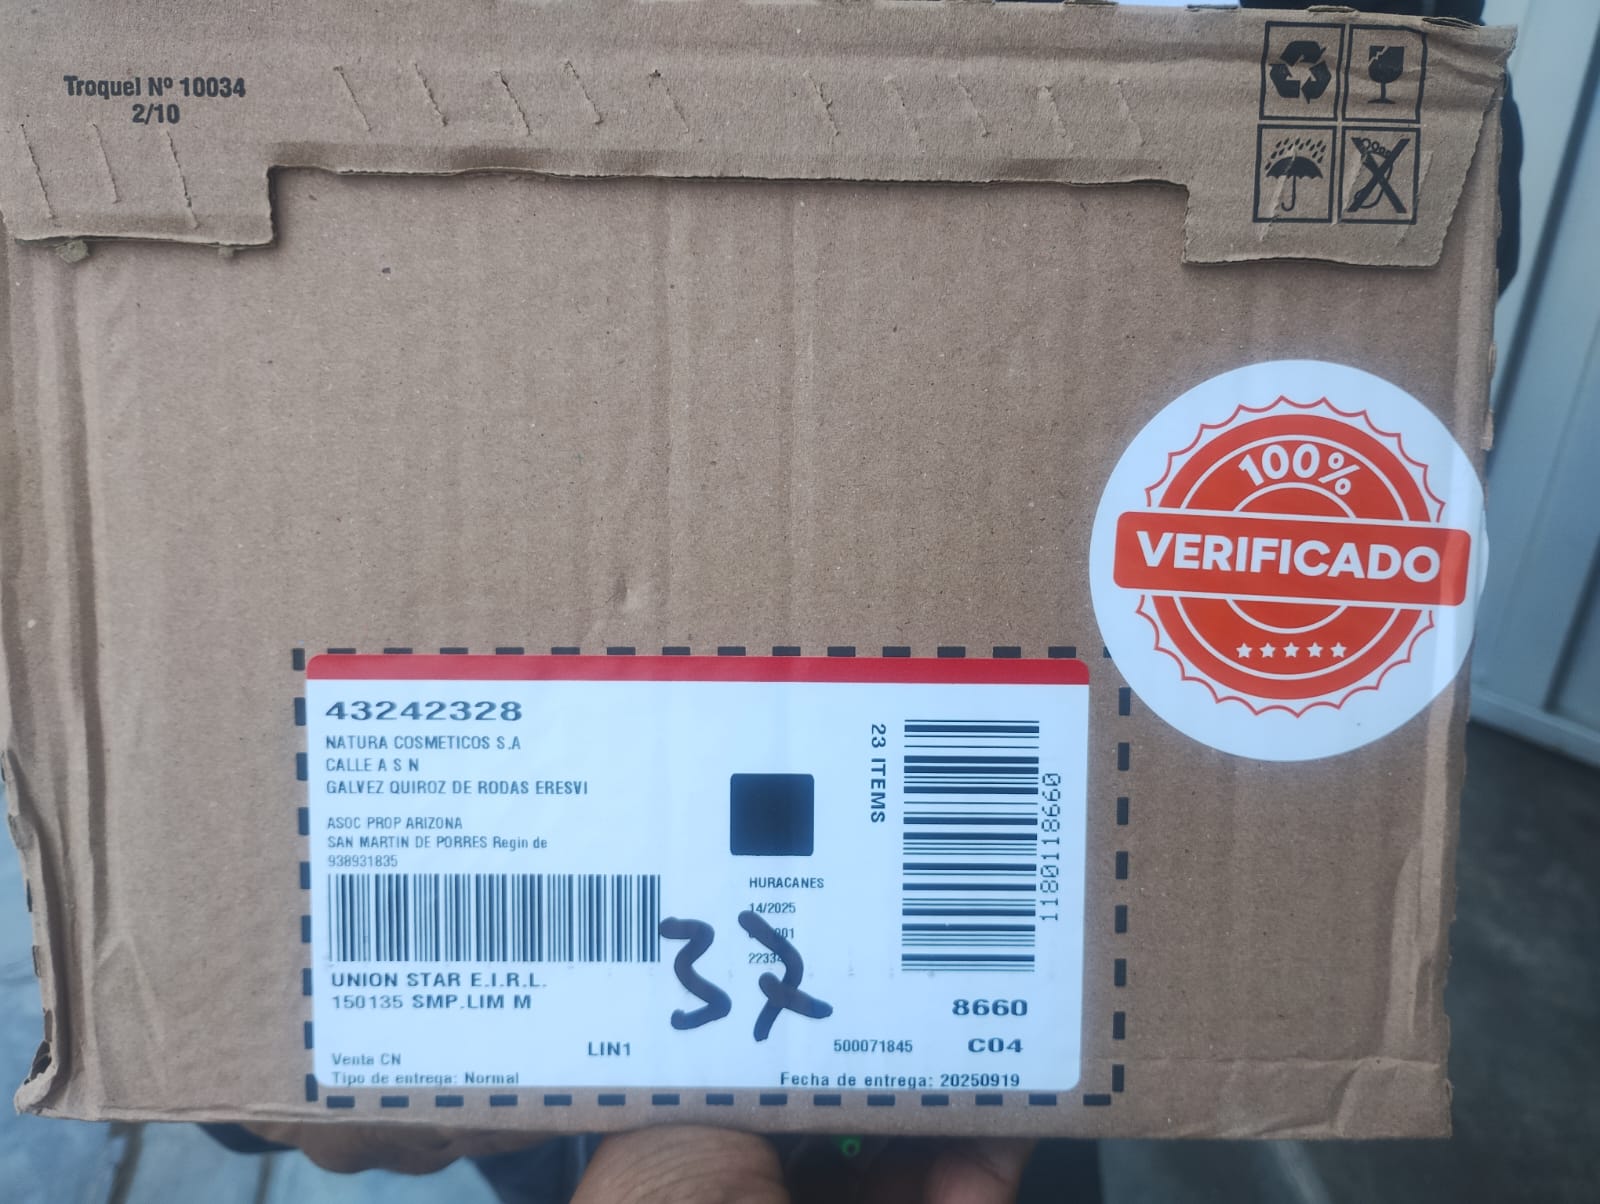 Troquel Nº 10034
2/10
100%
VERIFICADO
43242328
NATURA COSMETICOS S.A
CALLE A S N
GALVEZ QUIROZ DE RODAS ERESVI
ASOC PROP ARIZONA
SAN MARTIN DE PORRES Regin de
938931835
23 ITEMS
1180118660
HURACANES
14/2025
37
UNION STAR E.I.R.L.
150135 SMP.LIM M
8660
LIN1
500071845
C04
Venta CN
Tipo de entrega: Normal
Fecha de entrega: 20250919